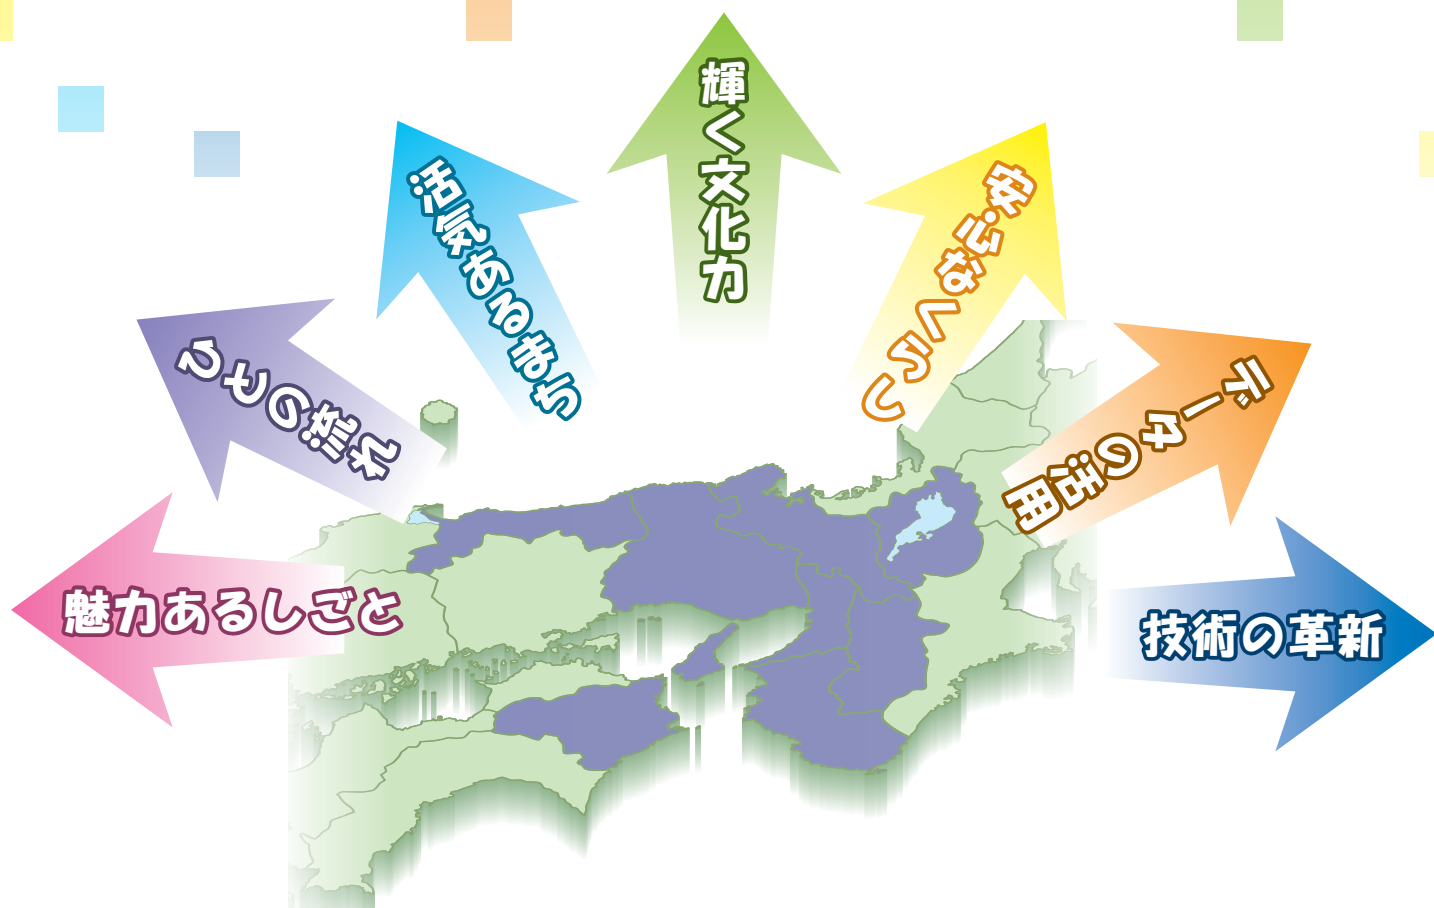 魅力あるしごと
ひとの流れ
活気あるまち
輝く文化力
安心なくらし
データの活用
技術の革新